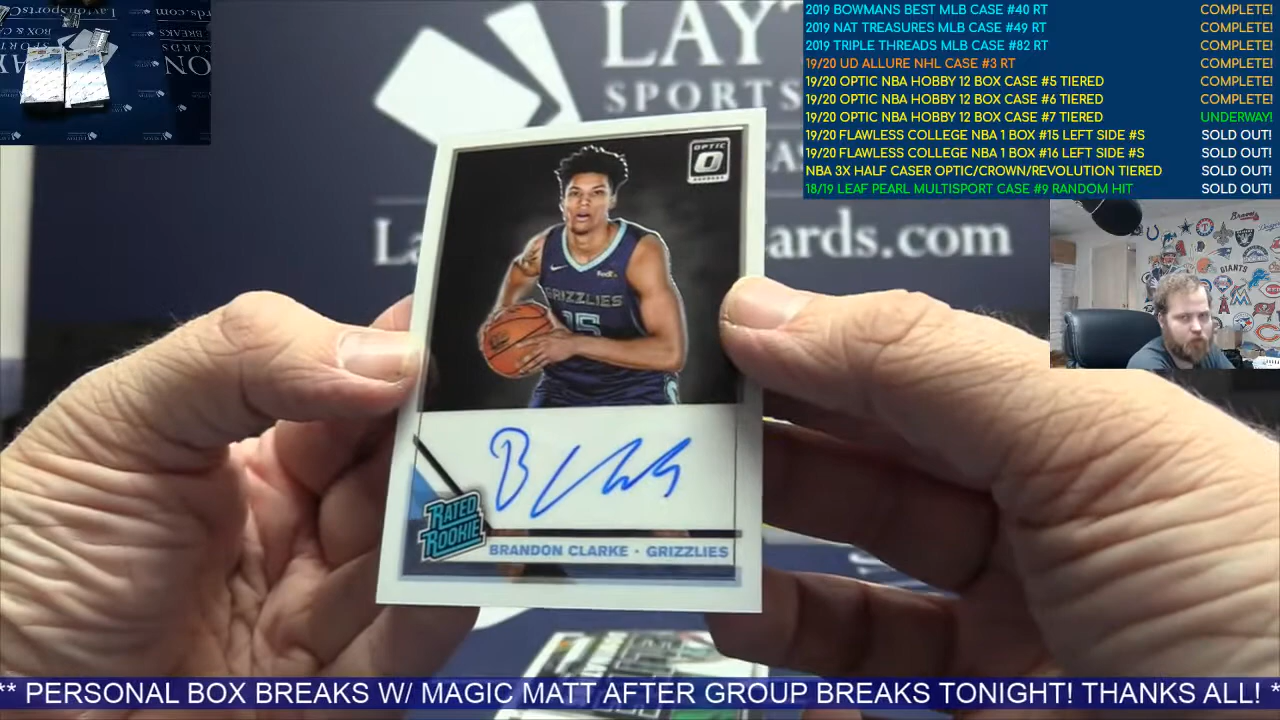 2019 BOWMANS BEST MLB CASE #40 RT COMPLETE!
2019 NAT TREASURES MLB CASE #49 RT COMPLETE!
2019 TRIPLE THREADS MLB CASE #82 RT COMPLETE!
19/20 UD ALLURE NHL CASE #3 RT COMPLETE!
19/20 OPTIC NBA HOBBY 12 BOX CASE #5 TIERED COMPLETE!
19/20 OPTIC NBA HOBBY 12 BOX CASE #6 TIERED COMPLETE!
19/20 OPTIC NBA HOBBY 12 BOX CASE #7 TIERED UNDERWAY!
19/20 FLAWLESS COLLEGE NBA 1 BOX #15 LEFT SIDE #S SOLD OUT!
19/20 FLAWLESS COLLEGE NBA 1 BOX #16 LEFT SIDE #S SOLD OUT!
NBA 3X HALF CASER OPTIC/CROWN/REVOLUTION TIERED SOLD OUT!
18/19 LEAF PEARL MULTISPORT CASE #9 RANDOM HIT SOLD OUT!
LAY
SPORTS
La ards.com
OPTIC
FedEx
GRIZZLIES
15
RATED
ROOKIE
BRANDON CLARKE · GRIZZLIES
GIANTS
Braves
** PERSONAL BOX BREAKS W/ MAGIC MATT AFTER GROUP BREAKS TONIGHT! THANKS ALL! *